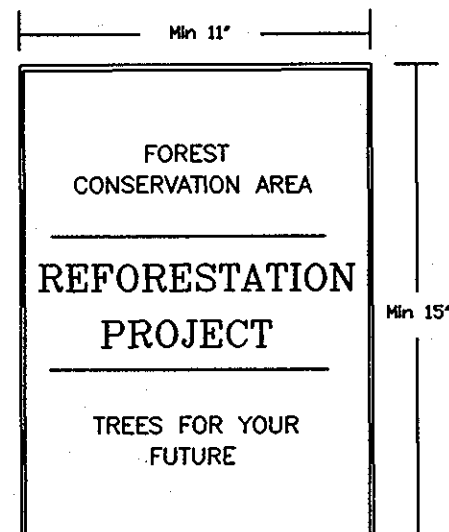 Min 11"
FOREST
CONSERVATION AREA
REFORESTATION
PROJECT
Min 15"
TREES FOR YOUR
FUTURE